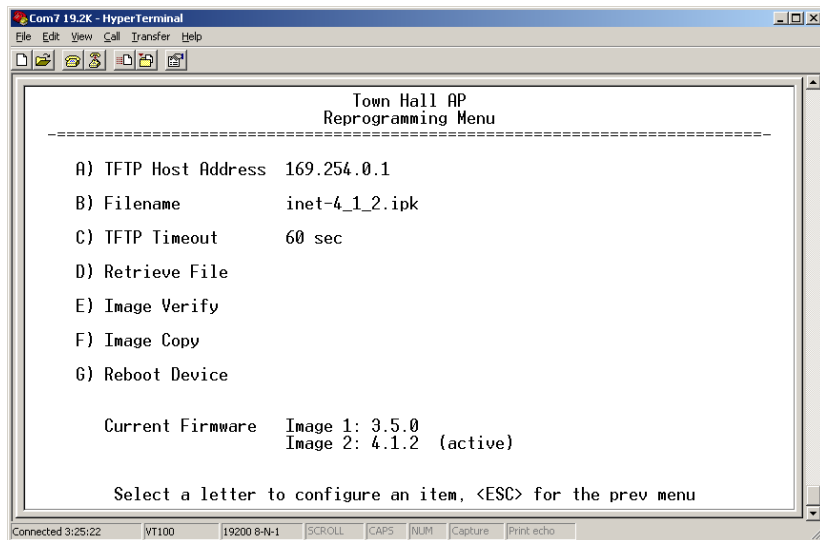 Com7 19.2K - HyperTerminal
File Edit View Call Transfer Help
Town Hall AP
Reprogramming Menu
-==========================================================================-
A) TFTP Host Address 169.254.0.1
B) Filename inet-4_1_2.ipk
C) TFTP Timeout 60 sec
D) Retrieve File
E) Image Verify
F) Image Copy
G) Reboot Device
Current Firmware Image 1: 3.5.0
Image 2: 4.1.2 (active)
Select a letter to configure an item, <ESC> for the prev menu
Connected 3:25:22 VT100 19200 8-N-1 SCROLL CAPS NUM Capture Print echo